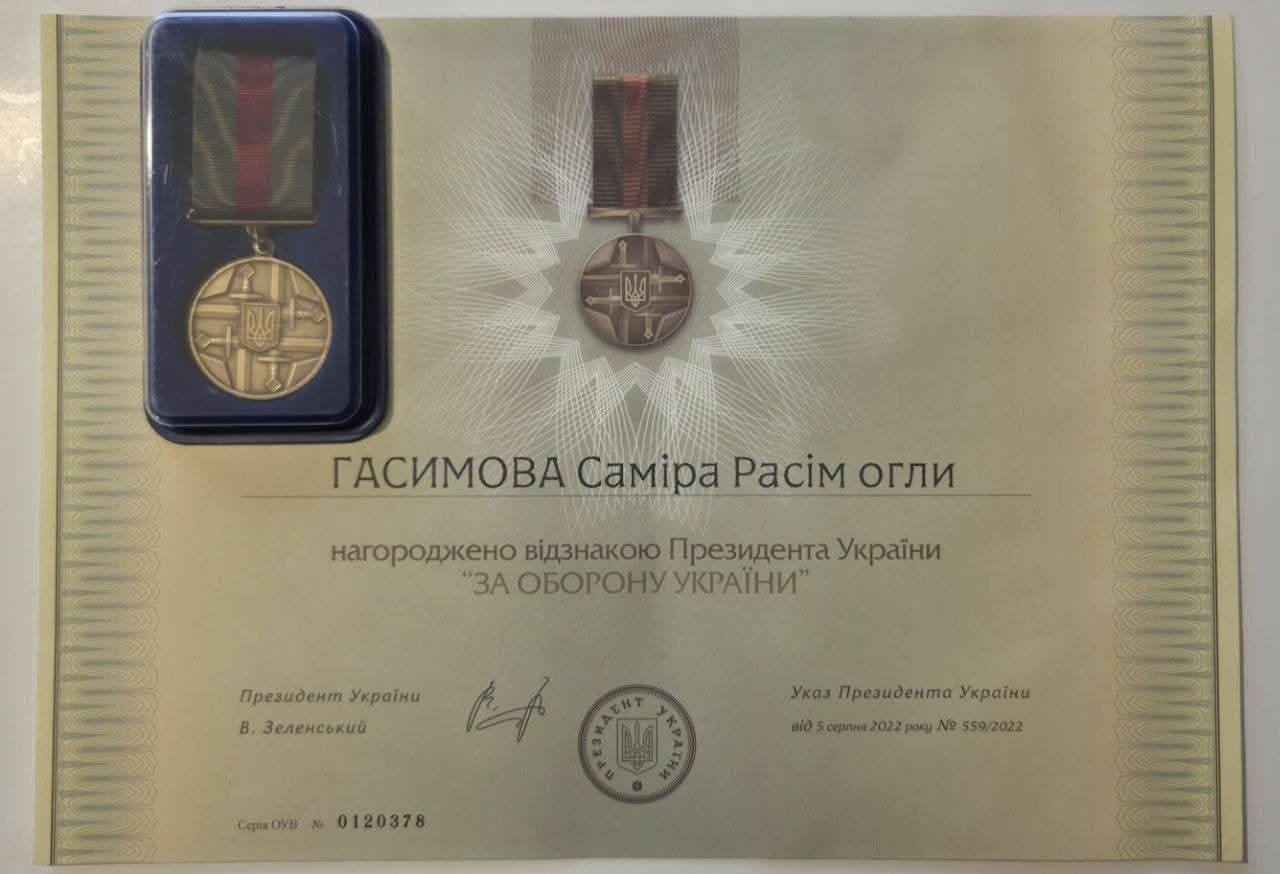 ГАСИМОВА Саміра Расім огли
нагороджено відзнакою Президента України
“ЗА ОБОРОНУ УКРАЇНИ”
Президент України
В. Зеленський
ПРЕЗИДЕНТ УКРАЇНИ
Указ Президента України
від 5 серпня 2022 року № 559/2022
Серія ОУВ № 0120378